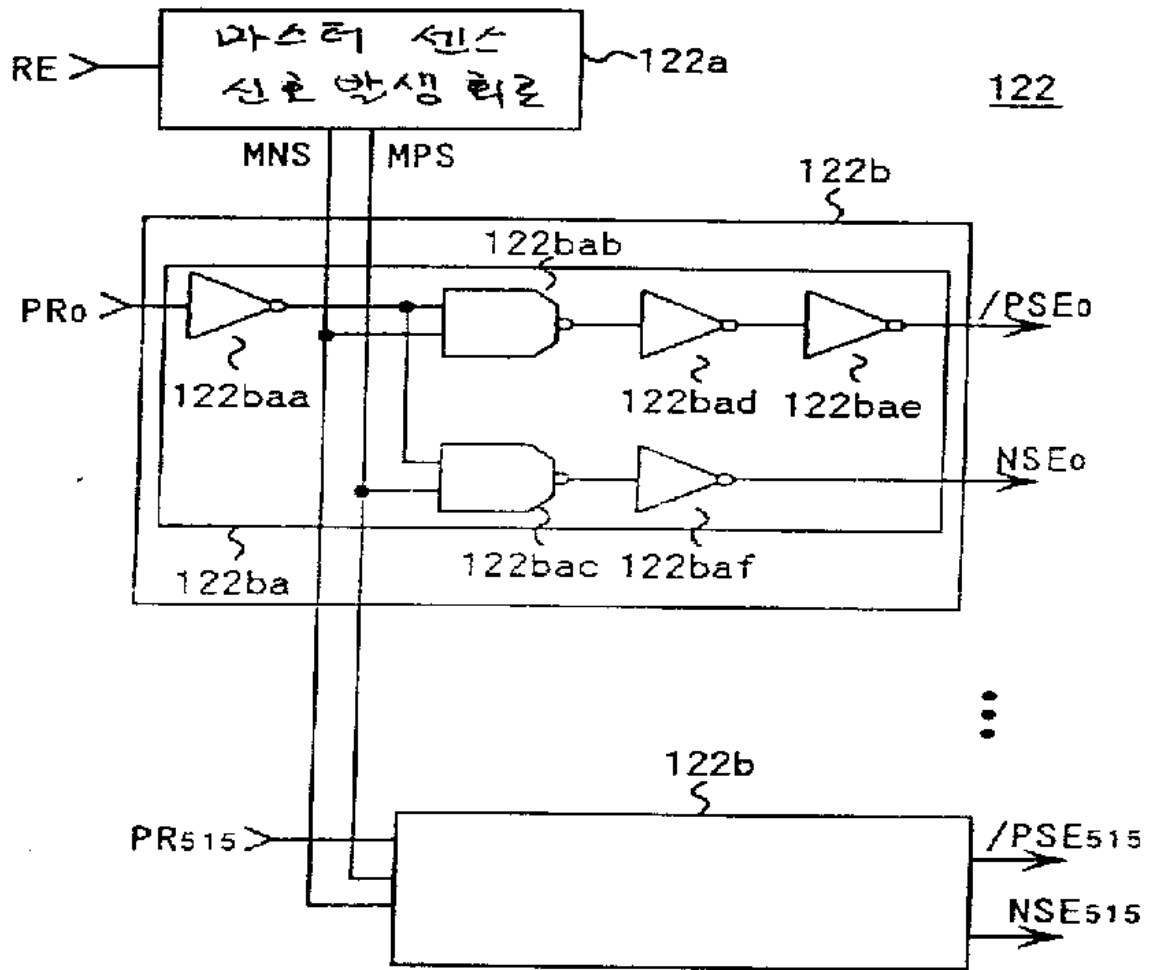 마스터 센스
신호 발생 회로
RE
122a
122
MNS MPS
122b
122bab
PR0
/PSE0
122baa
122bad
122bae
NSE0
122bac
122baf
122ba
122b
PR515
/PSE515
NSE515